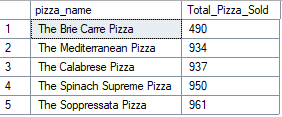 pizza_name Total_Pizza_Sold
1 The Brie Carre Pizza 490
2 The Mediterranean Pizza 934
3 The Calabrese Pizza 937
4 The Spinach Supreme Pizza 950
5 The Soppressata Pizza 961